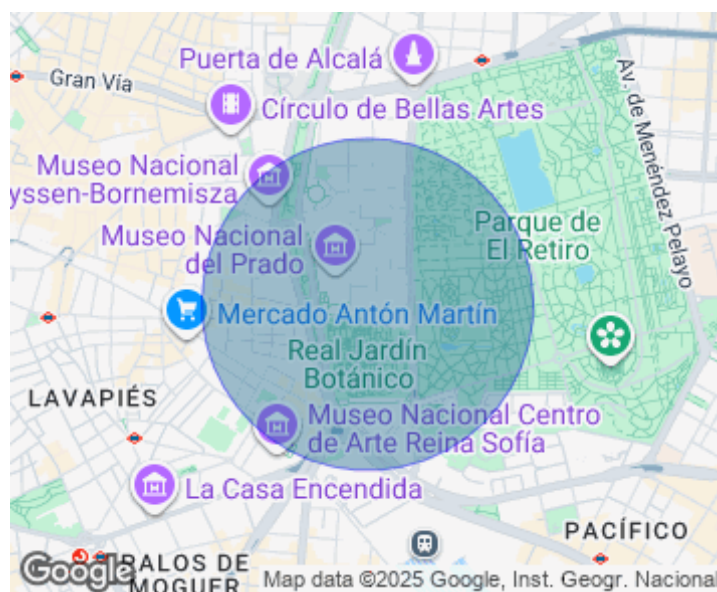 Puerta de Alcalá
Gran Vía
Círculo de Bellas Artes
Av. de Menéndez Pelayo
Museo Nacional
yssen-Bornemisza
Museo Nacional
del Prado
Parque de
El Retiro
Mercado Antón Martín
Real Jardín
Botánico
LAVAPIÉS
Museo Nacional Centro
de Arte Reina Sofía
La Casa Encendida
PACÍFICO
RALOS DE
MOGUER
Google
Map data ©2025 Google, Inst. Geogr. Nacional